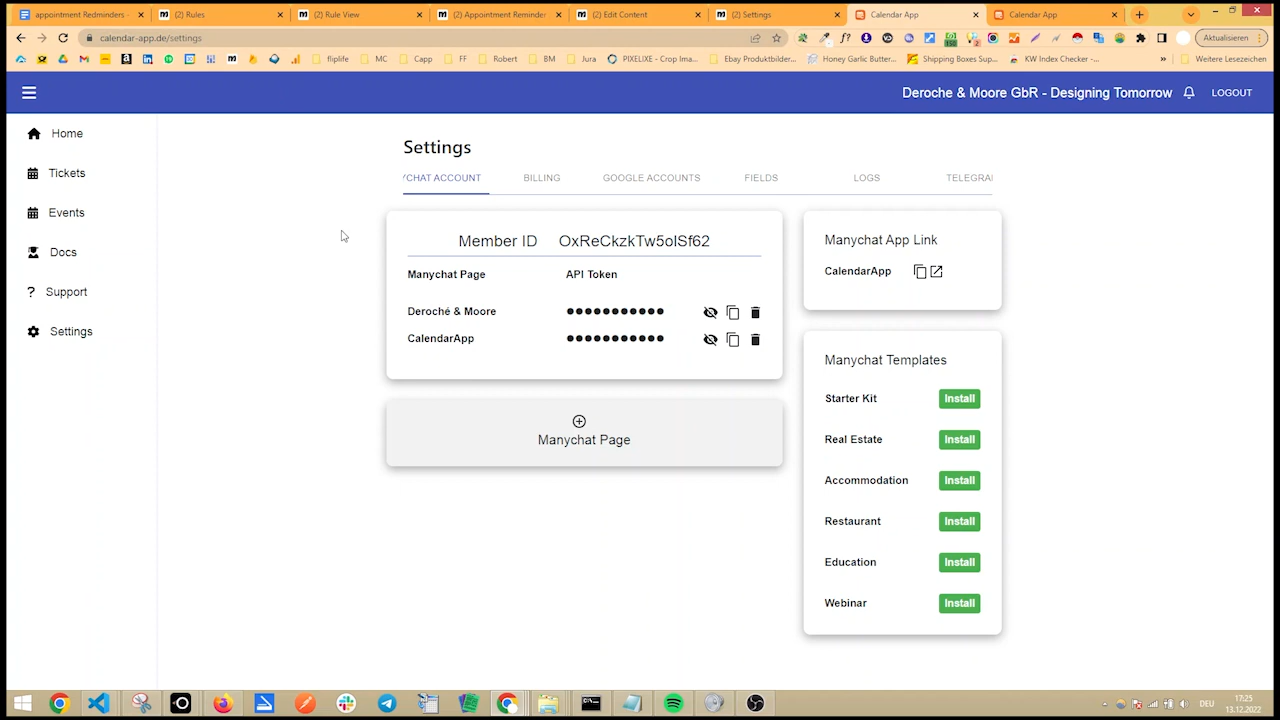 appointment Redminders -
(2) Rules
(2) Rule View
(2) Appointment Reminder
(2) Edit Content
(2) Settings
Calendar App
Calendar App
calendar-app.de/settings
Aktualisieren
fliplife
MC
Capp
FF
Robert
BM
Jura
PIXELIXE - Crop Ima...
Ebay Produktbilder...
Honey Garlic Butter...
Shipping Boxes Sup...
KW Index Checker -...
»
Weitere Lesezeichen
Deroche & Moore GbR - Designing Tomorrow
LOGOUT
Home
Tickets
Events
Docs
Support
Settings
Settings
YCHAT ACCOUNT
BILLING
GOOGLE ACCOUNTS
FIELDS
LOGS
TELEGRA
Member ID OxReCkzkTw5olSf62
Manychat Page
API Token
Deroché & Moore
CalendarApp
Manychat Page
Manychat App Link
CalendarApp
Manychat Templates
Starter Kit Install
Real Estate Install
Accommodation Install
Restaurant Install
Education Install
Webinar Install
DEU
17:25
13.12.2022